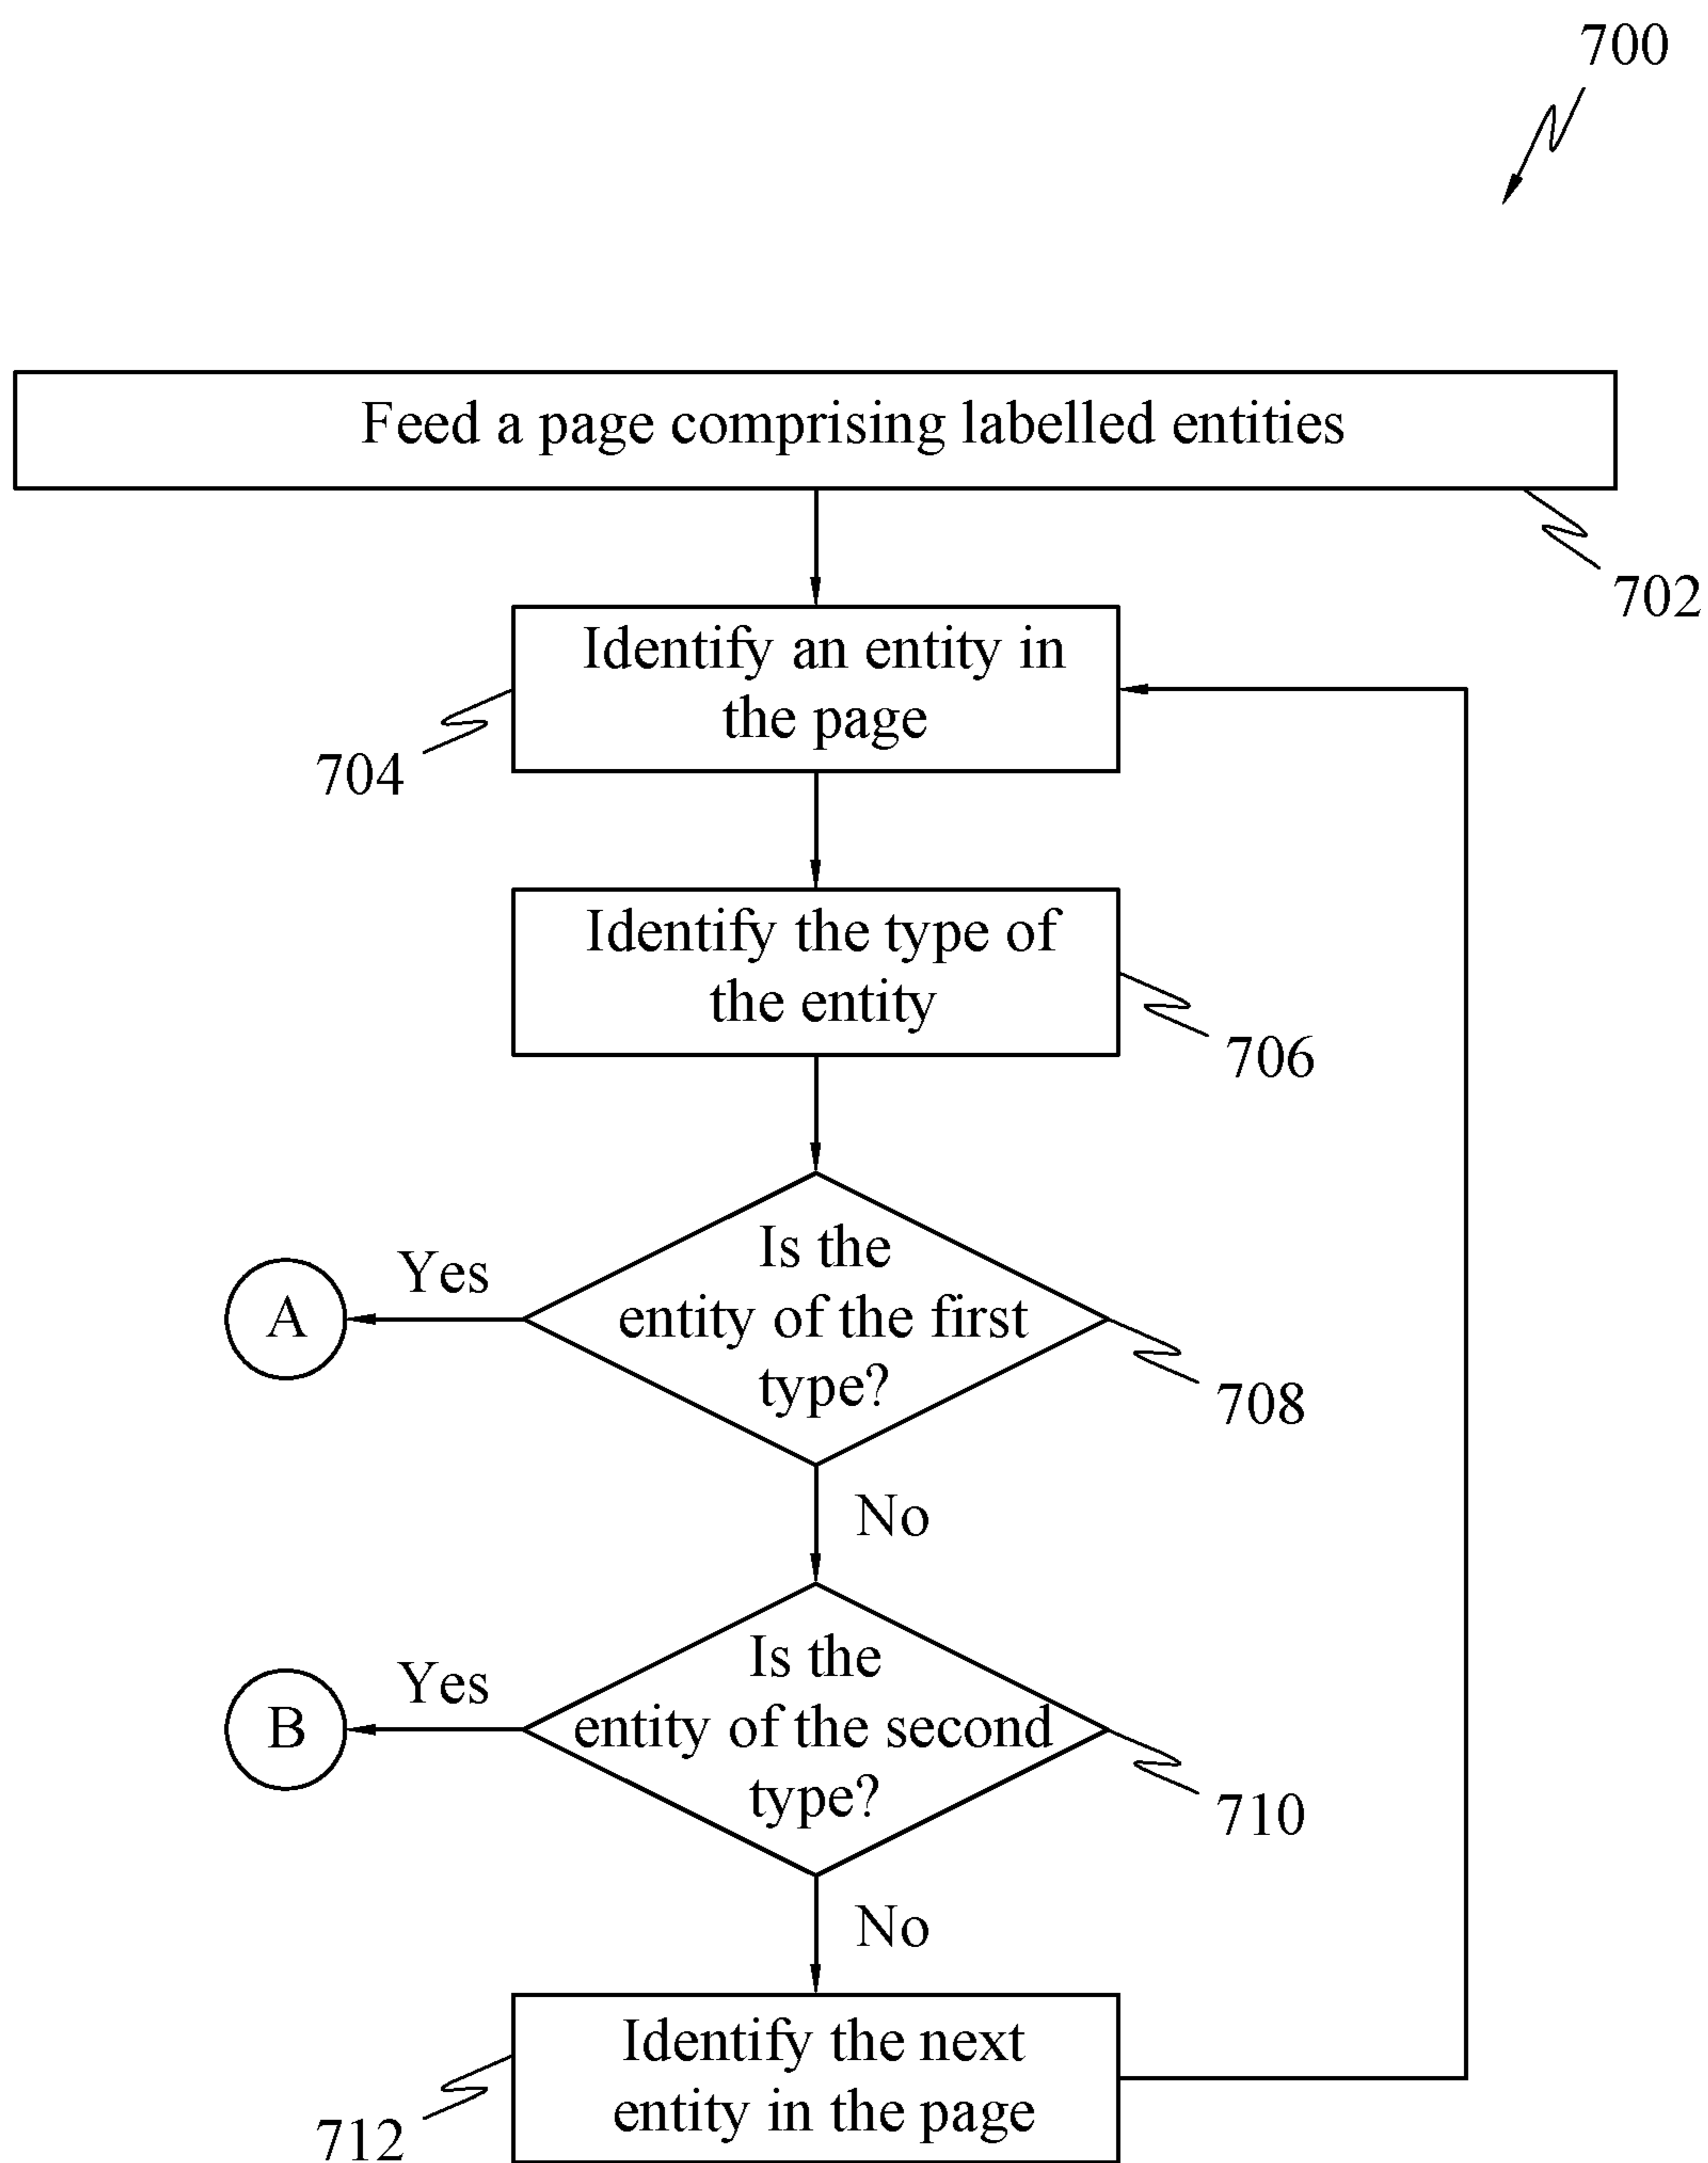 700
Feed a page comprising labelled entities
702
Identify an entity in
the page
704
Identify the type of
the entity
706
Is the
entity of the first
type?
Yes
A
708
No
Is the
entity of the second
type?
Yes
B
710
No
Identify the next
entity in the page
712